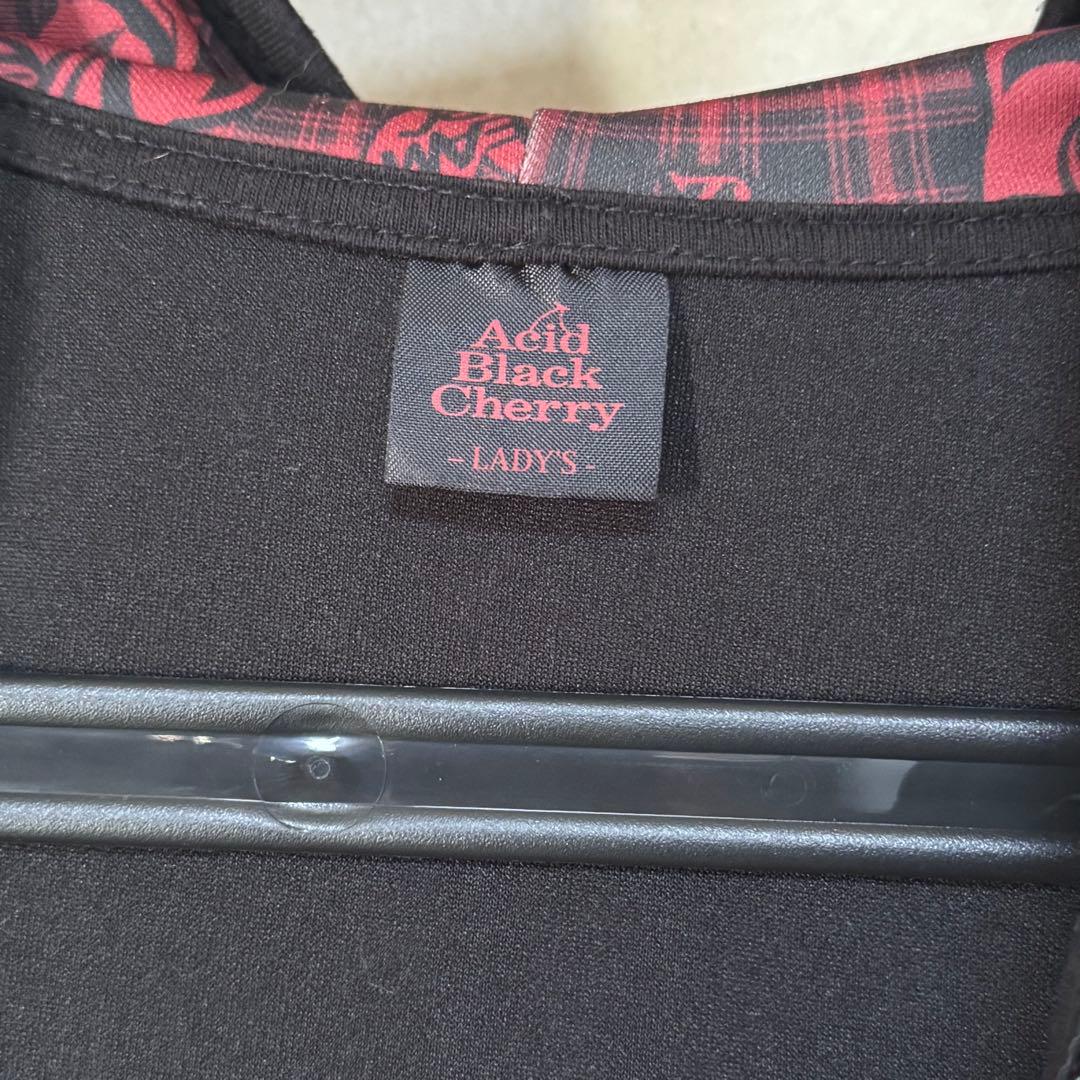 Acid
Black
Cherry
- LADY'S -